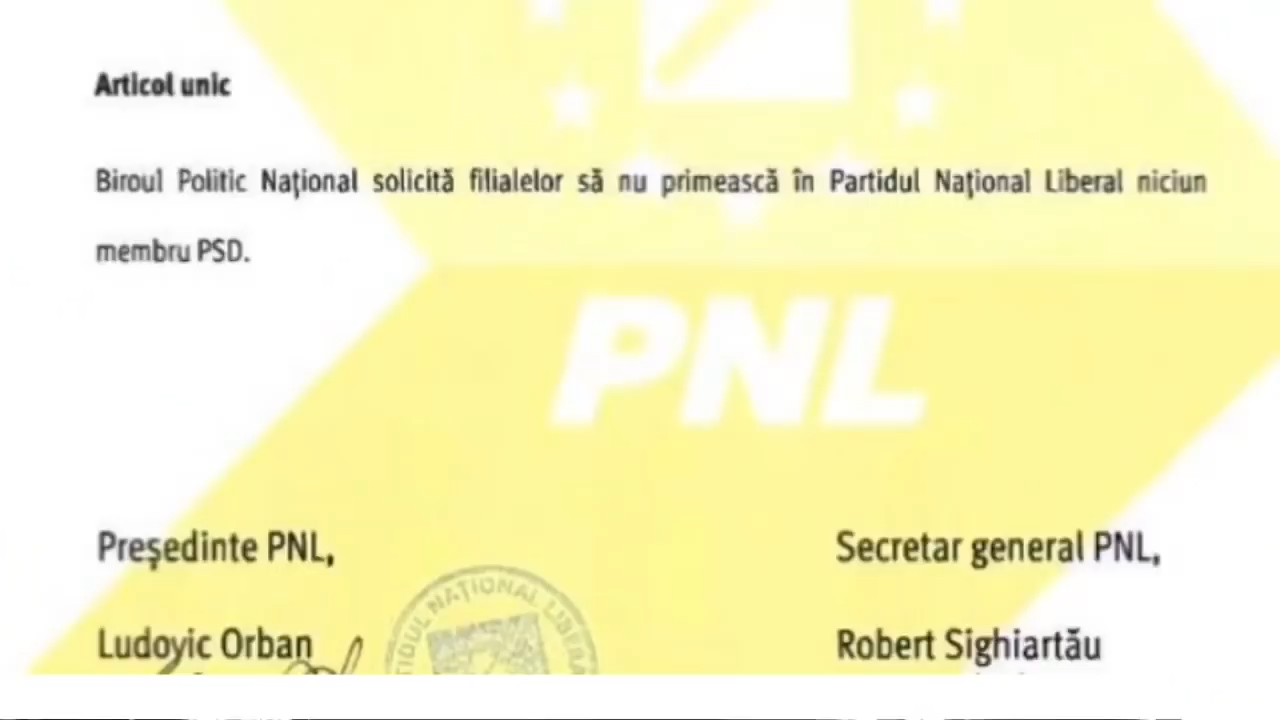 Articol unic
Biroul Politic Naţional solicită filialelor să nu primească în Partidul Naţional Liberal niciun
membru PSD.
PNL
Preşedinte PNL,
Secretar general PNL,
NAŢIONAL
Ludovic Orban
Robert Sighiartău